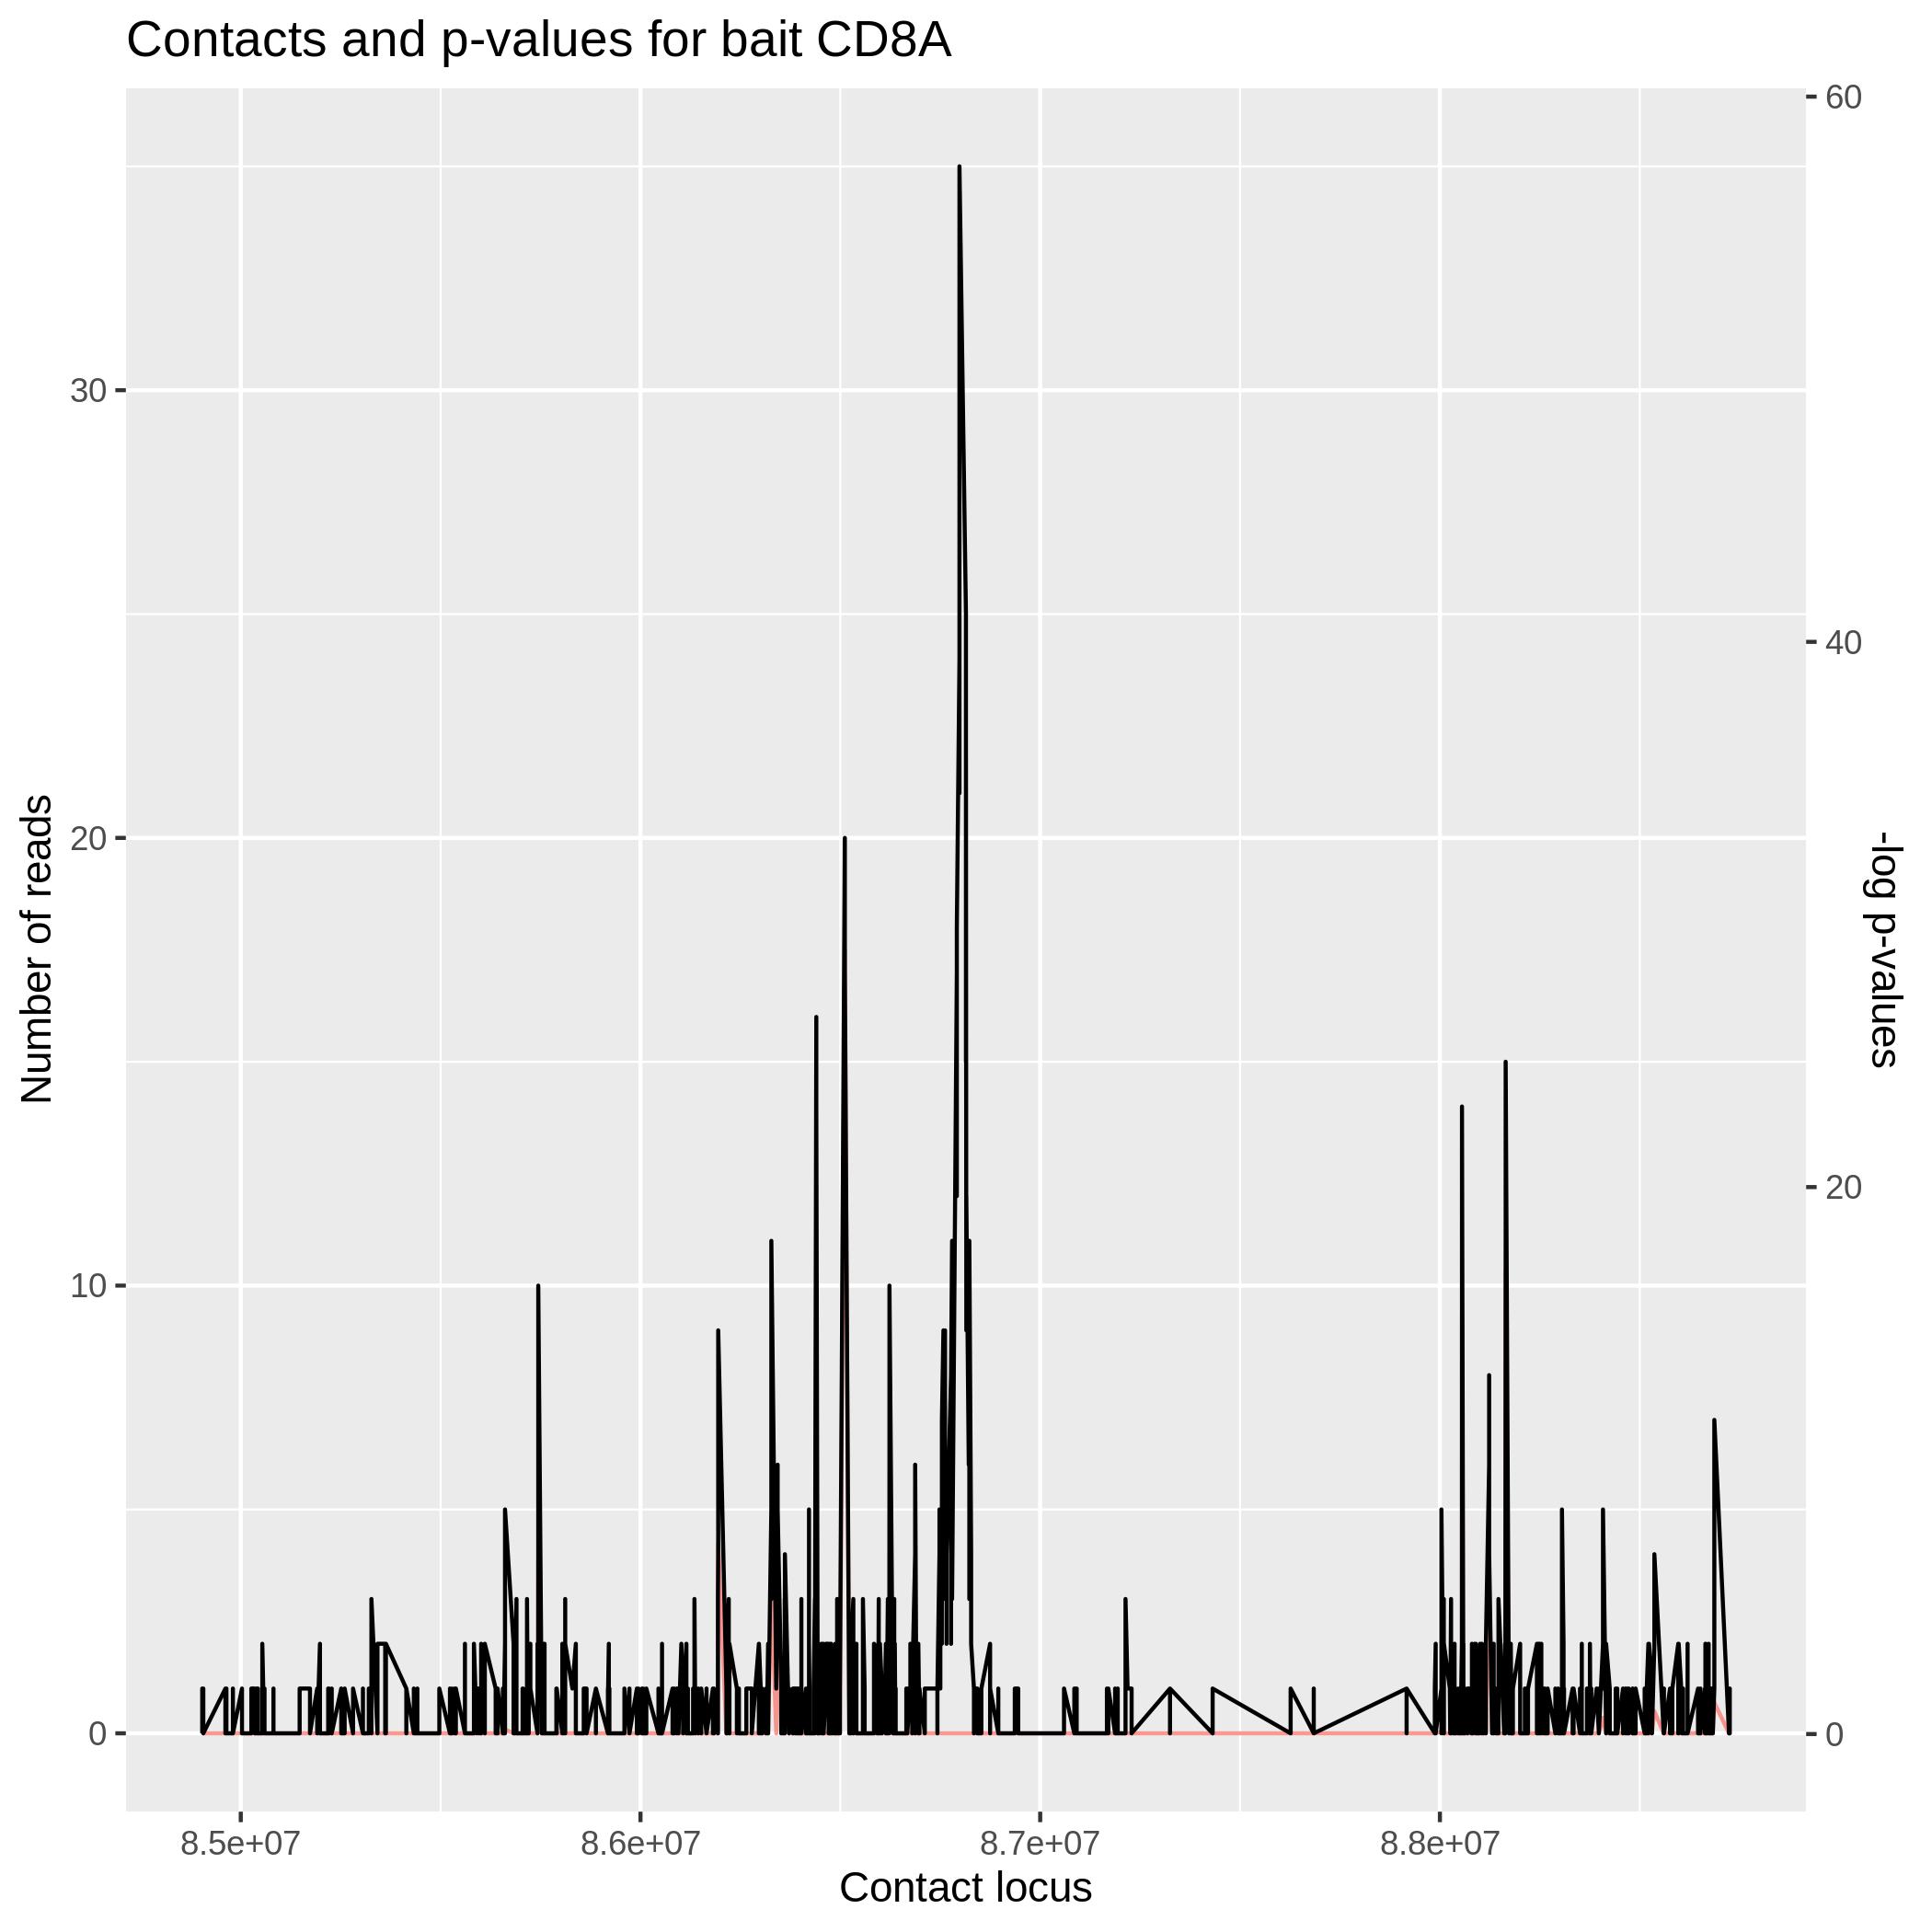 Contacts and p-values for bait CD8A
60
30
40
20
20
10
0
0
Number of reads
-log p-values
8.5e+07 8.6e+07 8.7e+07 8.8e+07
Contact locus